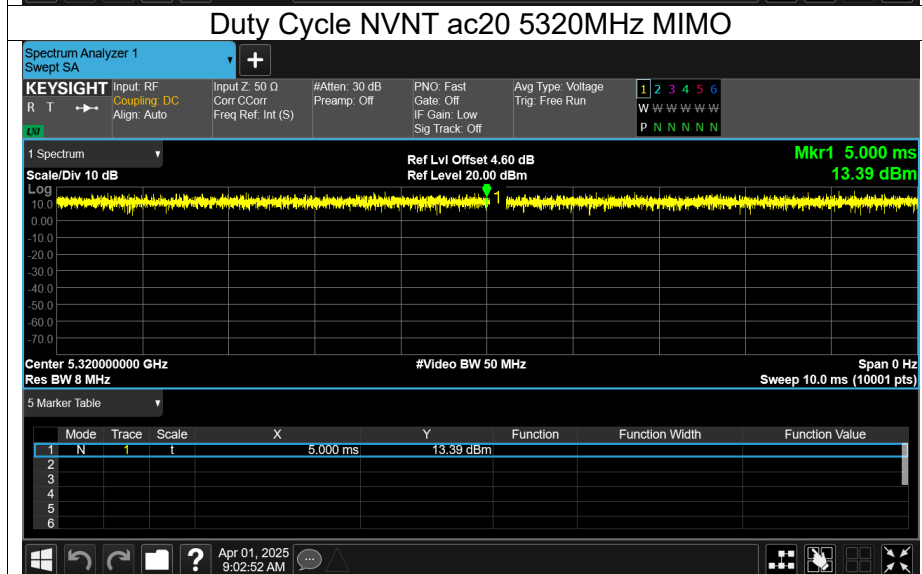 Duty Cycle NVNT ac20 5320MHz MIMO
Spectrum Analyzer 1
Swept SA
+
KEYSIGHT
R T
LXI
Input: RF
Coupling: DC
Align: Auto
Input Z: 50 Ω
Corr CCorr
Freq Ref: Int (S)
#Atten: 30 dB
Preamp: Off
PNO: Fast
Gate: Off
IF Gain: Low
Sig Track: Off
Avg Type: Voltage
Trig: Free Run
1 2 3 4 5 6
W W W W W W
P N N N N N
1 Spectrum
Scale/Div 10 dB
Ref Lvl Offset 4.60 dB
Ref Level 20.00 dBm
Mkr1 5.000 ms
13.39 dBm
Log
1
10.0
0.00
-10.0
-20.0
-30.0
-40.0
-50.0
-60.0
-70.0
Center 5.320000000 GHz
#Video BW 50 MHz
Span 0 Hz
Res BW 8 MHz
Sweep 10.0 ms (10001 pts)
5 Marker Table
Mode Trace Scale X Y Function Function Width Function Value
1 N 1 t 5.000 ms 13.39 dBm
2
3
4
5
6
?
Apr 01, 2025
9:02:52 AM